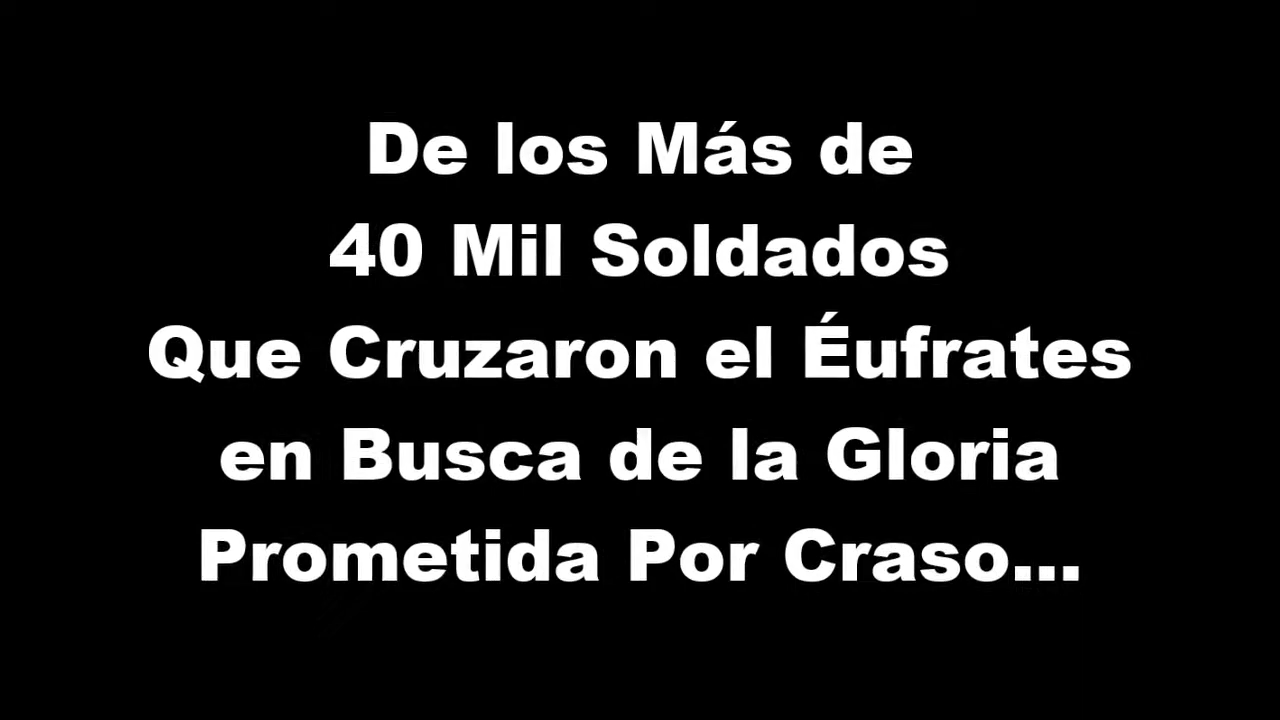 De los Más de
40 Mil Soldados
Que Cruzaron el Éufrates
en Busca de la Gloria
Prometida Por Craso...